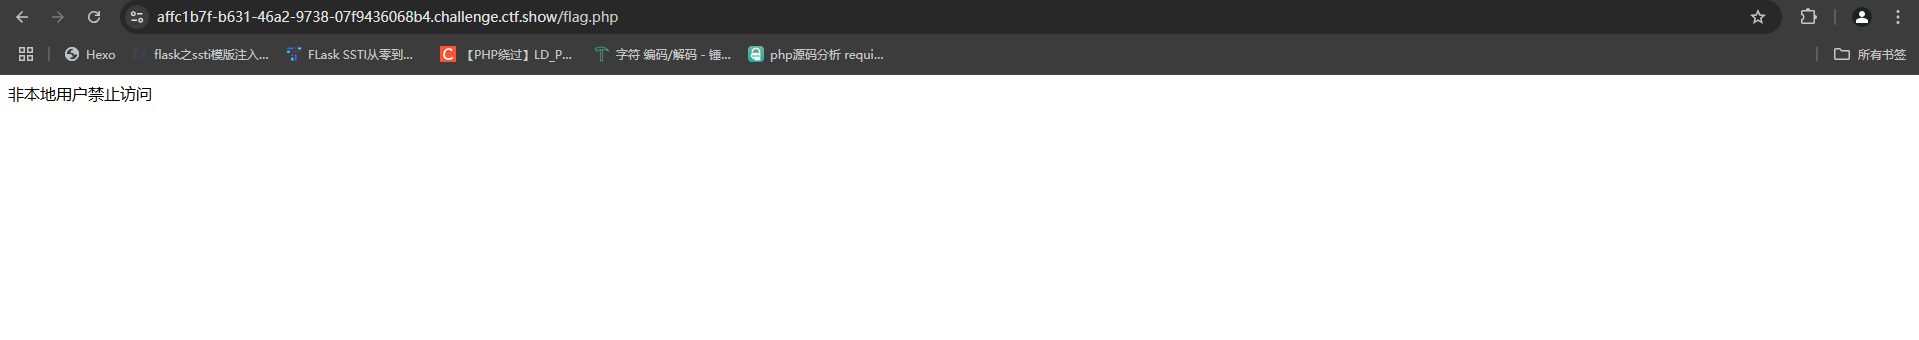 affc1b7f-b631-46a2-9738-07f9436068b4.challenge.ctf.show/flag.php
Hexo flask之ssti模版注入... FLask SSTI从零到... C 【PHP绕过】LD_P... 字符 编码/解码 - 锤... php源码分析 requi... 所有书签
非本地用户禁止访问